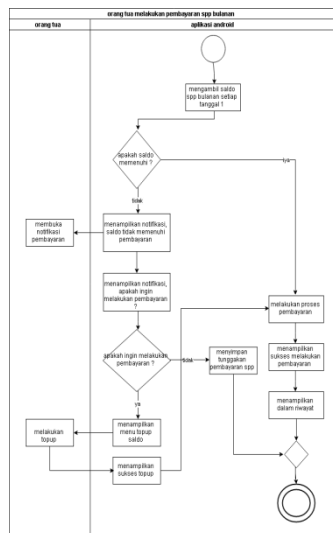 orang tua melakukan pembayaran spp bulanan
orang tua
aplikasi android
mengambil saldo
spp bulanan setiap
tanggal 1
apakah saldo
memenuhi ?
iya
tidak
membuka
notifikasi
pembayaran
menampilkan notifikasi,
saldo tidak memenuhi
pembayaran
menampilkan notifikasi,
apakah ingin
melakukan pembayaran
?
melakukan proses
pembayaran
apakah ingin melakukan
pembayaran ?
tidak
menyimpan
tunggakan
pembayaran spp
menampilkan
sukses melakukan
pembayaran
ya
menampilkan
dalam riwayat
melakukan
topup
menampilkan
menu topup
saldo
menampilkan
sukses topup